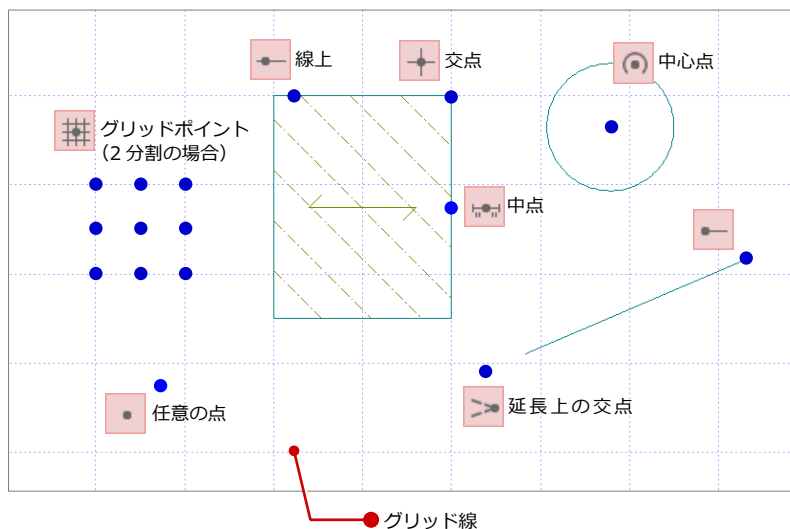 線上
交点
中心点
グリッドポイント
（2 分割の場合）
中点
任意の点
延長上の交点
グリッド線